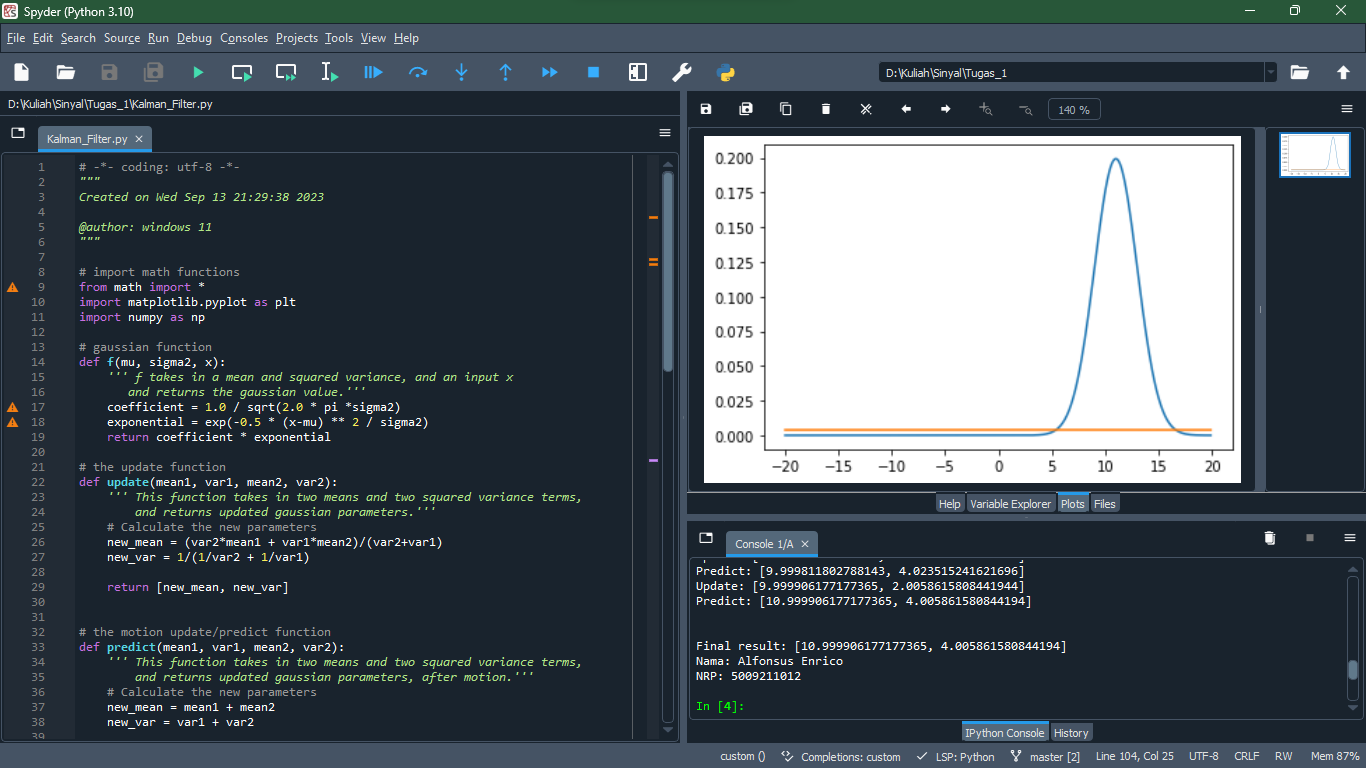 Spyder (Python 3.10)
File Edit Search Source Run Debug Consoles Projects Tools View Help
D:\Kuliah\Sinyal\Tugas_1
D:\Kuliah\Sinyal\Tugas_1\Kalman_Filter.py
Kalman_Filter.py
1 # -*- coding: utf-8 -*-
2 """
3 Created on Wed Sep 13 21:29:38 2023
4
5 @author: windows 11
6 """
7
8 # import math functions
9 from math import *
10 import matplotlib.pyplot as plt
11 import numpy as np
12
13 # gaussian function
14 def f(mu, sigma2, x):
15 ''' f takes in a mean and squared variance, and an input x
16 and returns the gaussian value.'''
17 coefficient = 1.0 / sqrt(2.0 * pi *sigma2)
18 exponential = exp(-0.5 * (x-mu) ** 2 / sigma2)
19 return coefficient * exponential
20
21 # the update function
22 def update(mean1, var1, mean2, var2):
23 ''' This function takes in two means and two squared variance terms,
24 and returns updated gaussian parameters.'''
25 # Calculate the new parameters
26 new_mean = (var2*mean1 + var1*mean2)/(var2+var1)
27 new_var = 1/(1/var2 + 1/var1)
28
29 return [new_mean, new_var]
30
31
32 # the motion update/predict function
33 def predict(mean1, var1, mean2, var2):
34 ''' This function takes in two means and two squared variance terms,
35 and returns updated gaussian parameters, after motion.'''
36 # Calculate the new parameters
37 new_mean = mean1 + mean2
38 new_var = var1 + var2
39
140 %
0.200
0.175
0.150
0.125
0.100
0.075
0.050
0.025
0.000
−20 −15 −10 −5 0 5 10 15 20
Help Variable Explorer Plots Files
Console 1/A
Predict: [9.999811802788143, 4.023515241621696]
Update: [9.999906177177365, 2.0058615808441944]
Predict: [10.999906177177365, 4.005861580844194]
Final result: [10.999906177177365, 4.005861580844194]
Nama: Alfonsus Enrico
NRP: 5009211012
In [4]:
IPython Console History
custom () Completions: custom LSP: Python master [2] Line 104, Col 25 UTF-8 CRLF RW Mem 87%